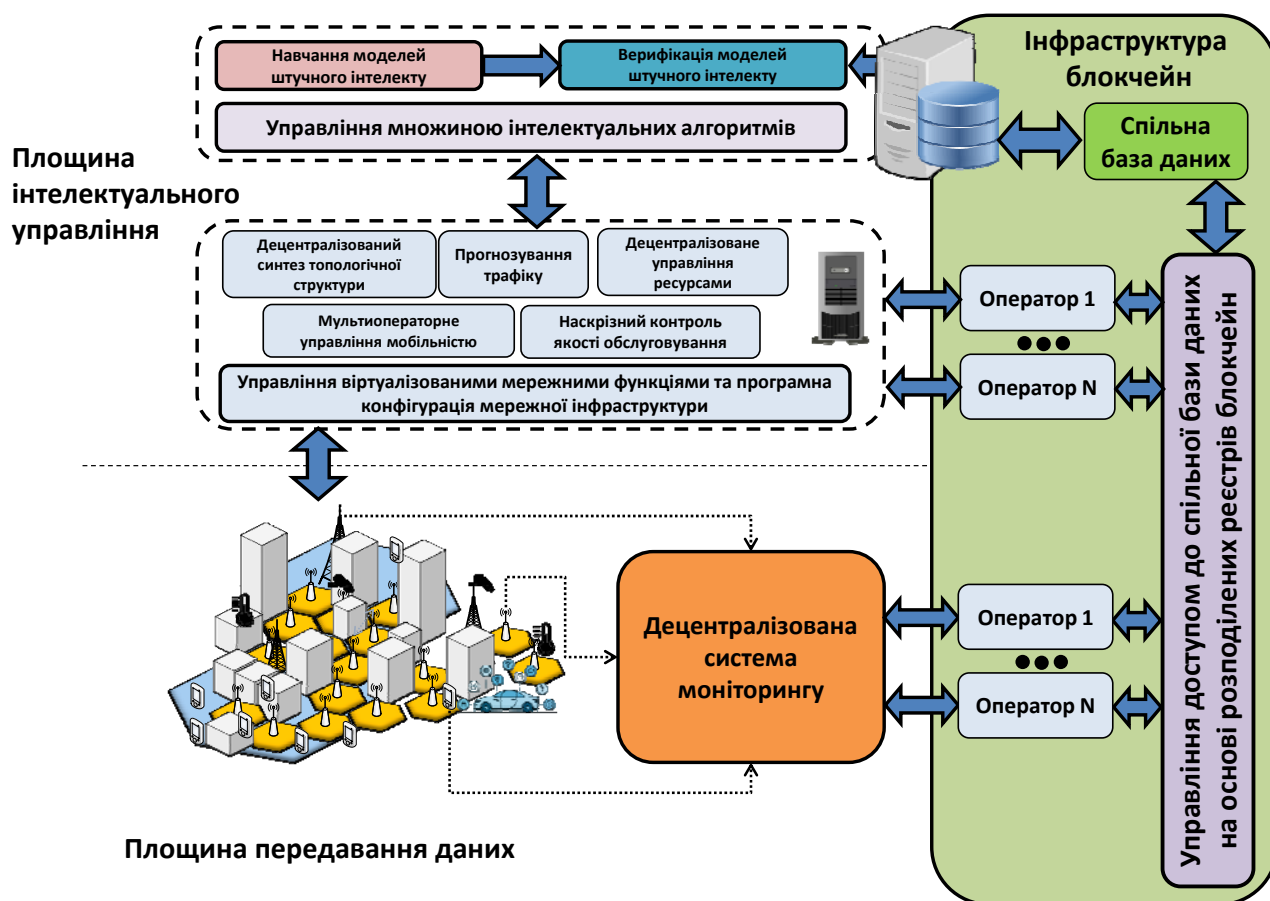 Навчання моделей
штучного інтелекту
Верифікація моделей
штучного інтелекту
Управління множиною інтелектуальних алгоритмів
Інфраструктура
блокчейн
Спільна
база даних
Площина
інтелектуального
управління
Децентралізований
синтез топологічної
структури
Прогнозування
трафіку
Децентралізоване
управління
ресурсами
Мультиоператорне
управління мобільністю
Наскрізний контроль
якості обслуговування
Управління віртуалізованими мережними функціями та програмна
конфігурація мережної інфраструктури
Оператор 1
Оператор N
Управління доступом до спільної бази даних
на основі розподілених реєстрів блокчейн
Децентралізована
система
моніторингу
Оператор 1
Оператор N
Площина передавання даних